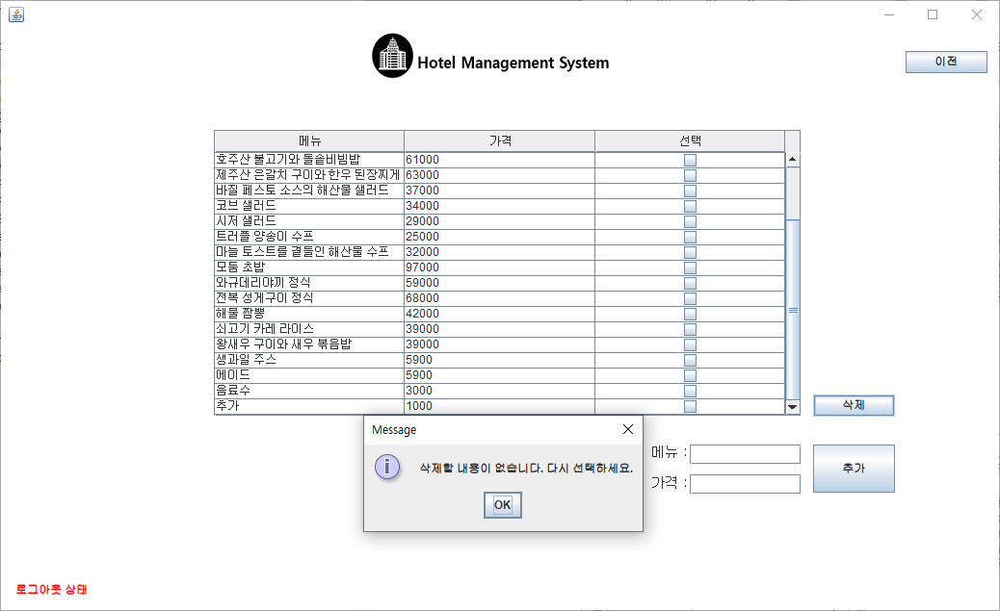 Hotel Management System
이전
메뉴 가격 선택
호주산 불고기와 돌솥비빔밥 61000
제주산 은갈치 구이와 한우 된장찌게 63000
바질 페스토 소스의 해산물 샐러드 37000
코브 샐러드 34000
시저 샐러드 29000
트러플 양송이 수프 25000
마늘 토스트를 곁들인 해산물 수프 32000
모둠 초밥 97000
와규데리야끼 정식 59000
전복 성게구이 정식 68000
해물 짬뽕 42000
쇠고기 카레 라이스 39000
왕새우 구이와 새우 볶음밥 39000
생과일 주스 5900
에이드 5900
음료수 3000
추가 1000
삭제
Message
삭제할 내용이 없습니다. 다시 선택하세요.
OK
메뉴 :
가격 :
추가
로그아웃 상태